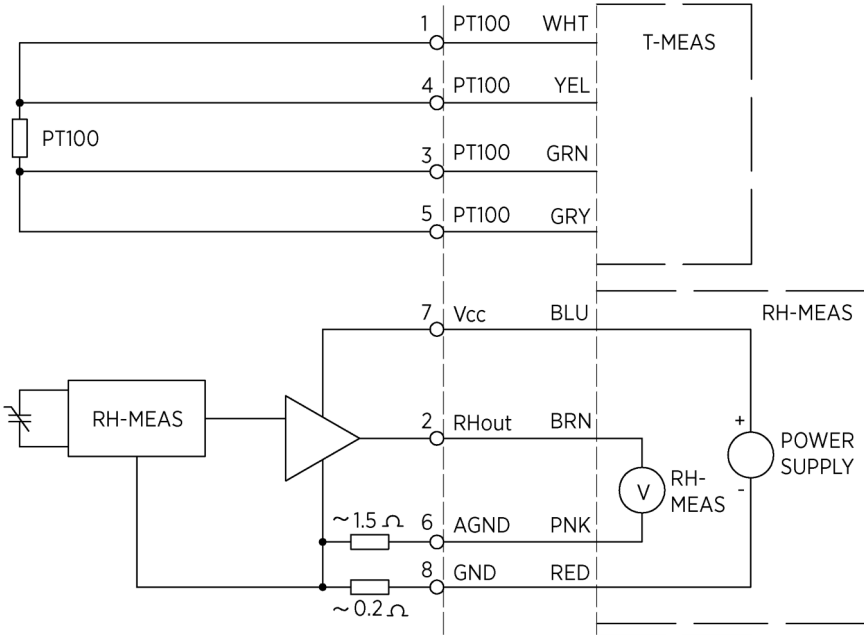 1 PT100 WHT
T-MEAS
4 PT100 YEL
PT100
3 PT100 GRN
5 PT100 GRY
7 Vcc BLU
RH-MEAS
RH-MEAS
2 RHout BRN
+
POWER
SUPPLY
-
V
RH-
MEAS
~1.5 Ω
6 AGND PNK
8 GND RED
~0.2 Ω